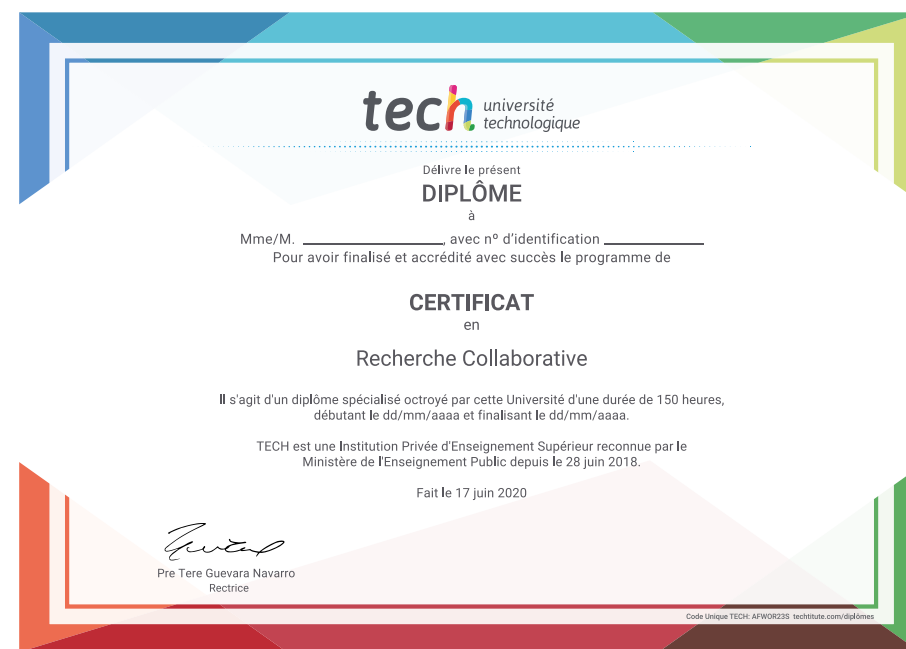 tech université
technologique
Délivre le présent
DIPLÔME
à
Mme/M. ____________________, avec nº d'identification ______________
Pour avoir finalisé et accrédité avec succès le programme de
CERTIFICAT
en
Recherche Collaborative
Il s'agit d'un diplôme spécialisé octroyé par cette Université d'une durée de 150 heures,
débutant le dd/mm/aaaa et finalisant le dd/mm/aaaa.
TECH est une Institution Privée d'Enseignement Supérieur reconnue par le
Ministère de l'Enseignement Public depuis le 28 juin 2018.
Fait le 17 juin 2020
Pre Tere Guevara Navarro
Rectrice
Code Unique TECH: AFWOR23S techtitute.com/diplômes